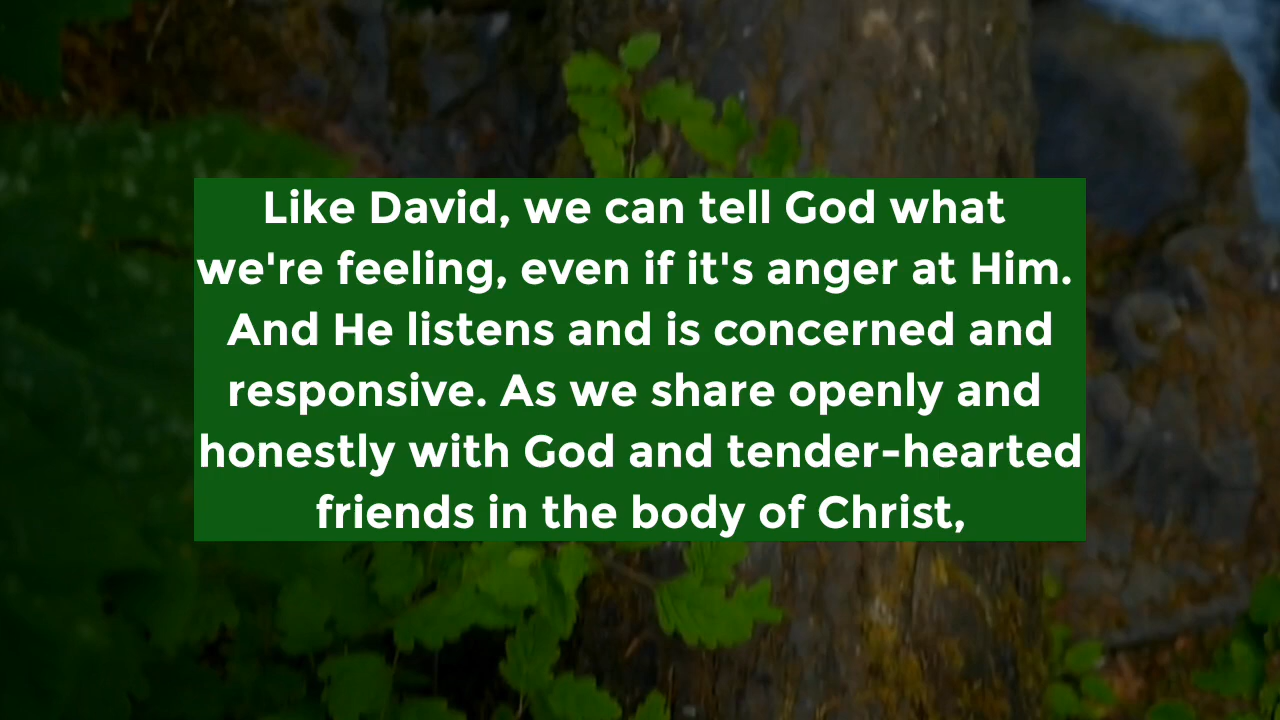 Like David, we can tell God what
we're feeling, even if it's anger at Him.
And He listens and is concerned and
responsive. As we share openly and
honestly with God and tender-hearted
friends in the body of Christ,